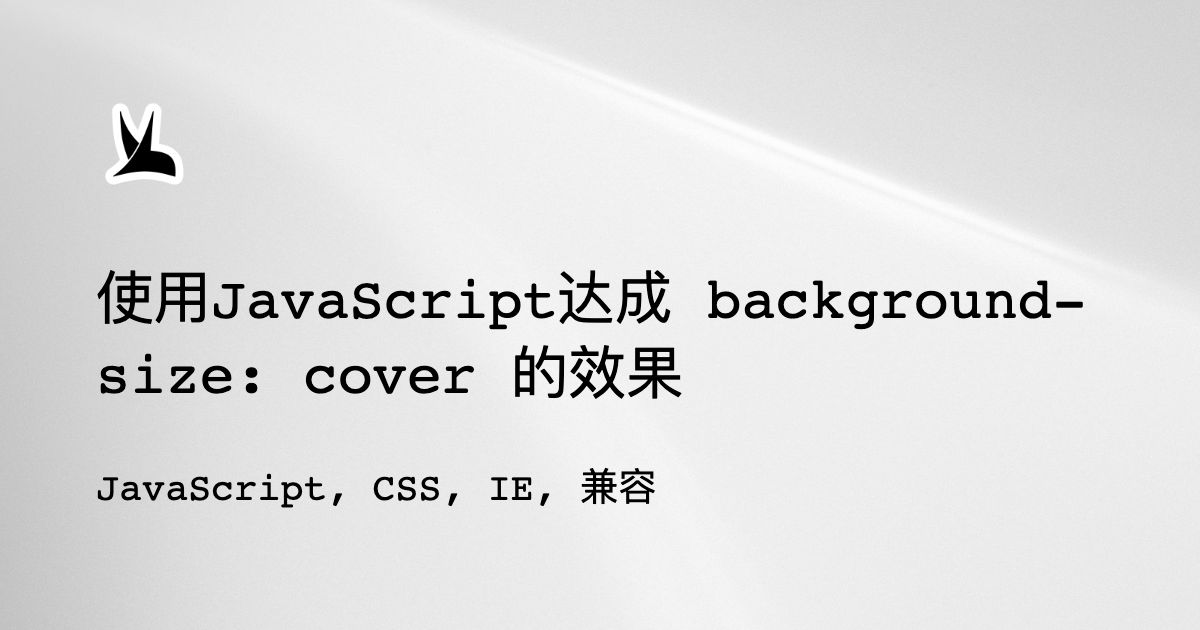 使用JavaScript达成 background-
size: cover 的效果
JavaScript, CSS, IE, 兼容